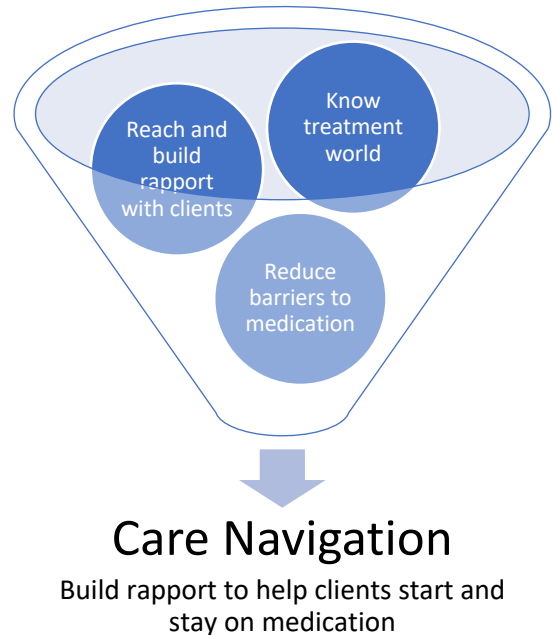 Reach and
build
rapport
with clients
Know
treatment
world
Reduce
barriers to
medication
Care Navigation
Build rapport to help clients start and
stay on medication